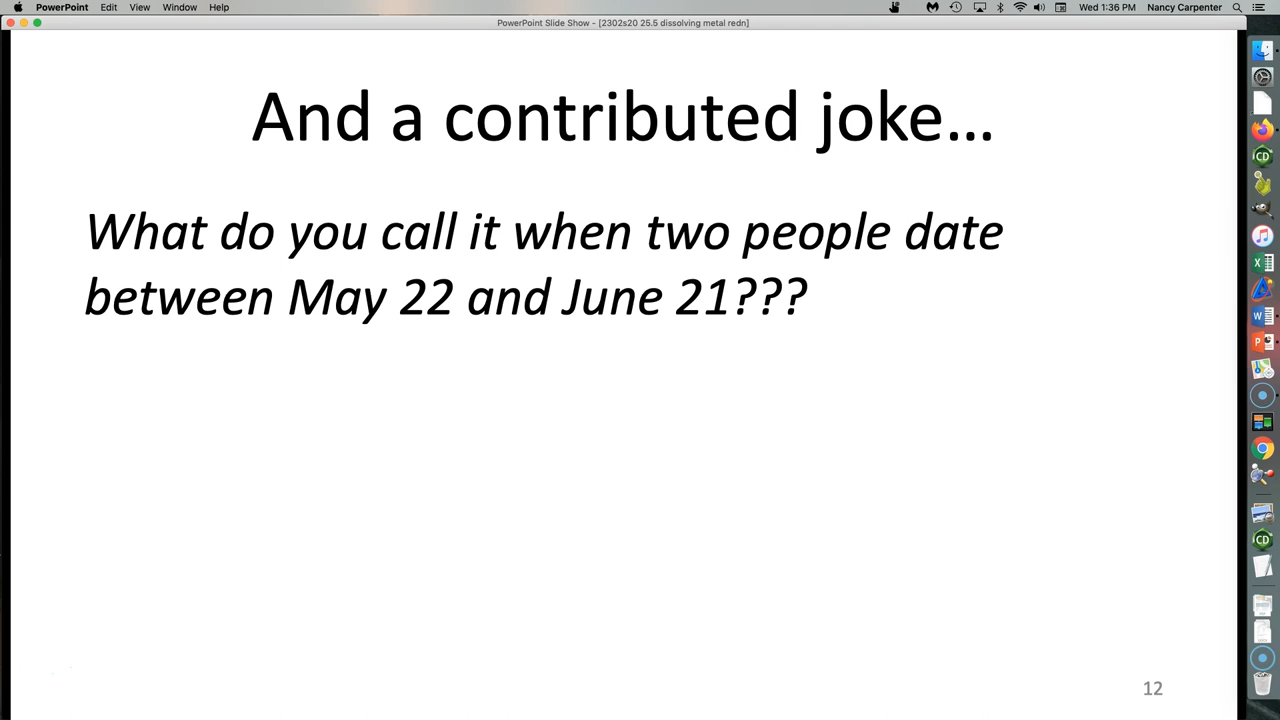 PowerPoint Edit View Window Help Wed 1:36 PM Nancy Carpenter
PowerPoint Slide Show - [2302s20 25.5 dissolving metal redn]
And a contributed joke…
What do you call it when two people date
between May 22 and June 21???
12